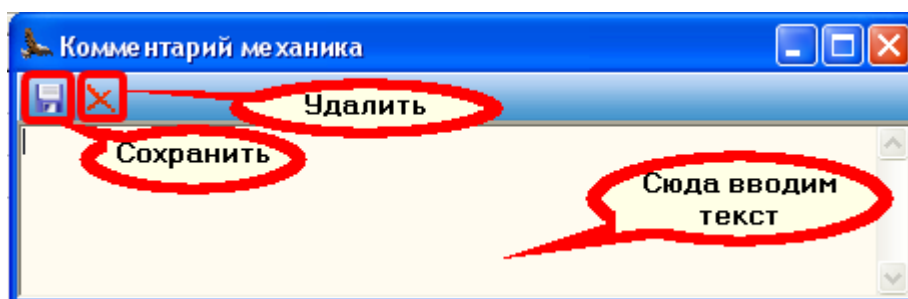 Комментарий механика
Удалить
Сохранить
Сюда вводим
текст